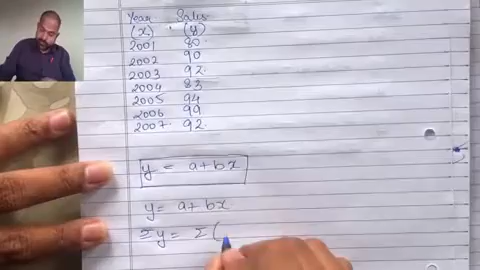 Year Sales
(x) (y)
2001 80
2002 90
2003 92.
2004 83
2005 94
2006 99
2007. 92.
y = a+bx
y = a+bx
Σy = Σ(